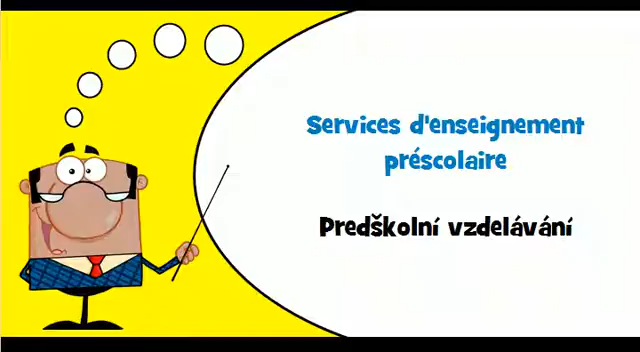 Services d'enseignement
préscolaire
Predškolní vzdelávání